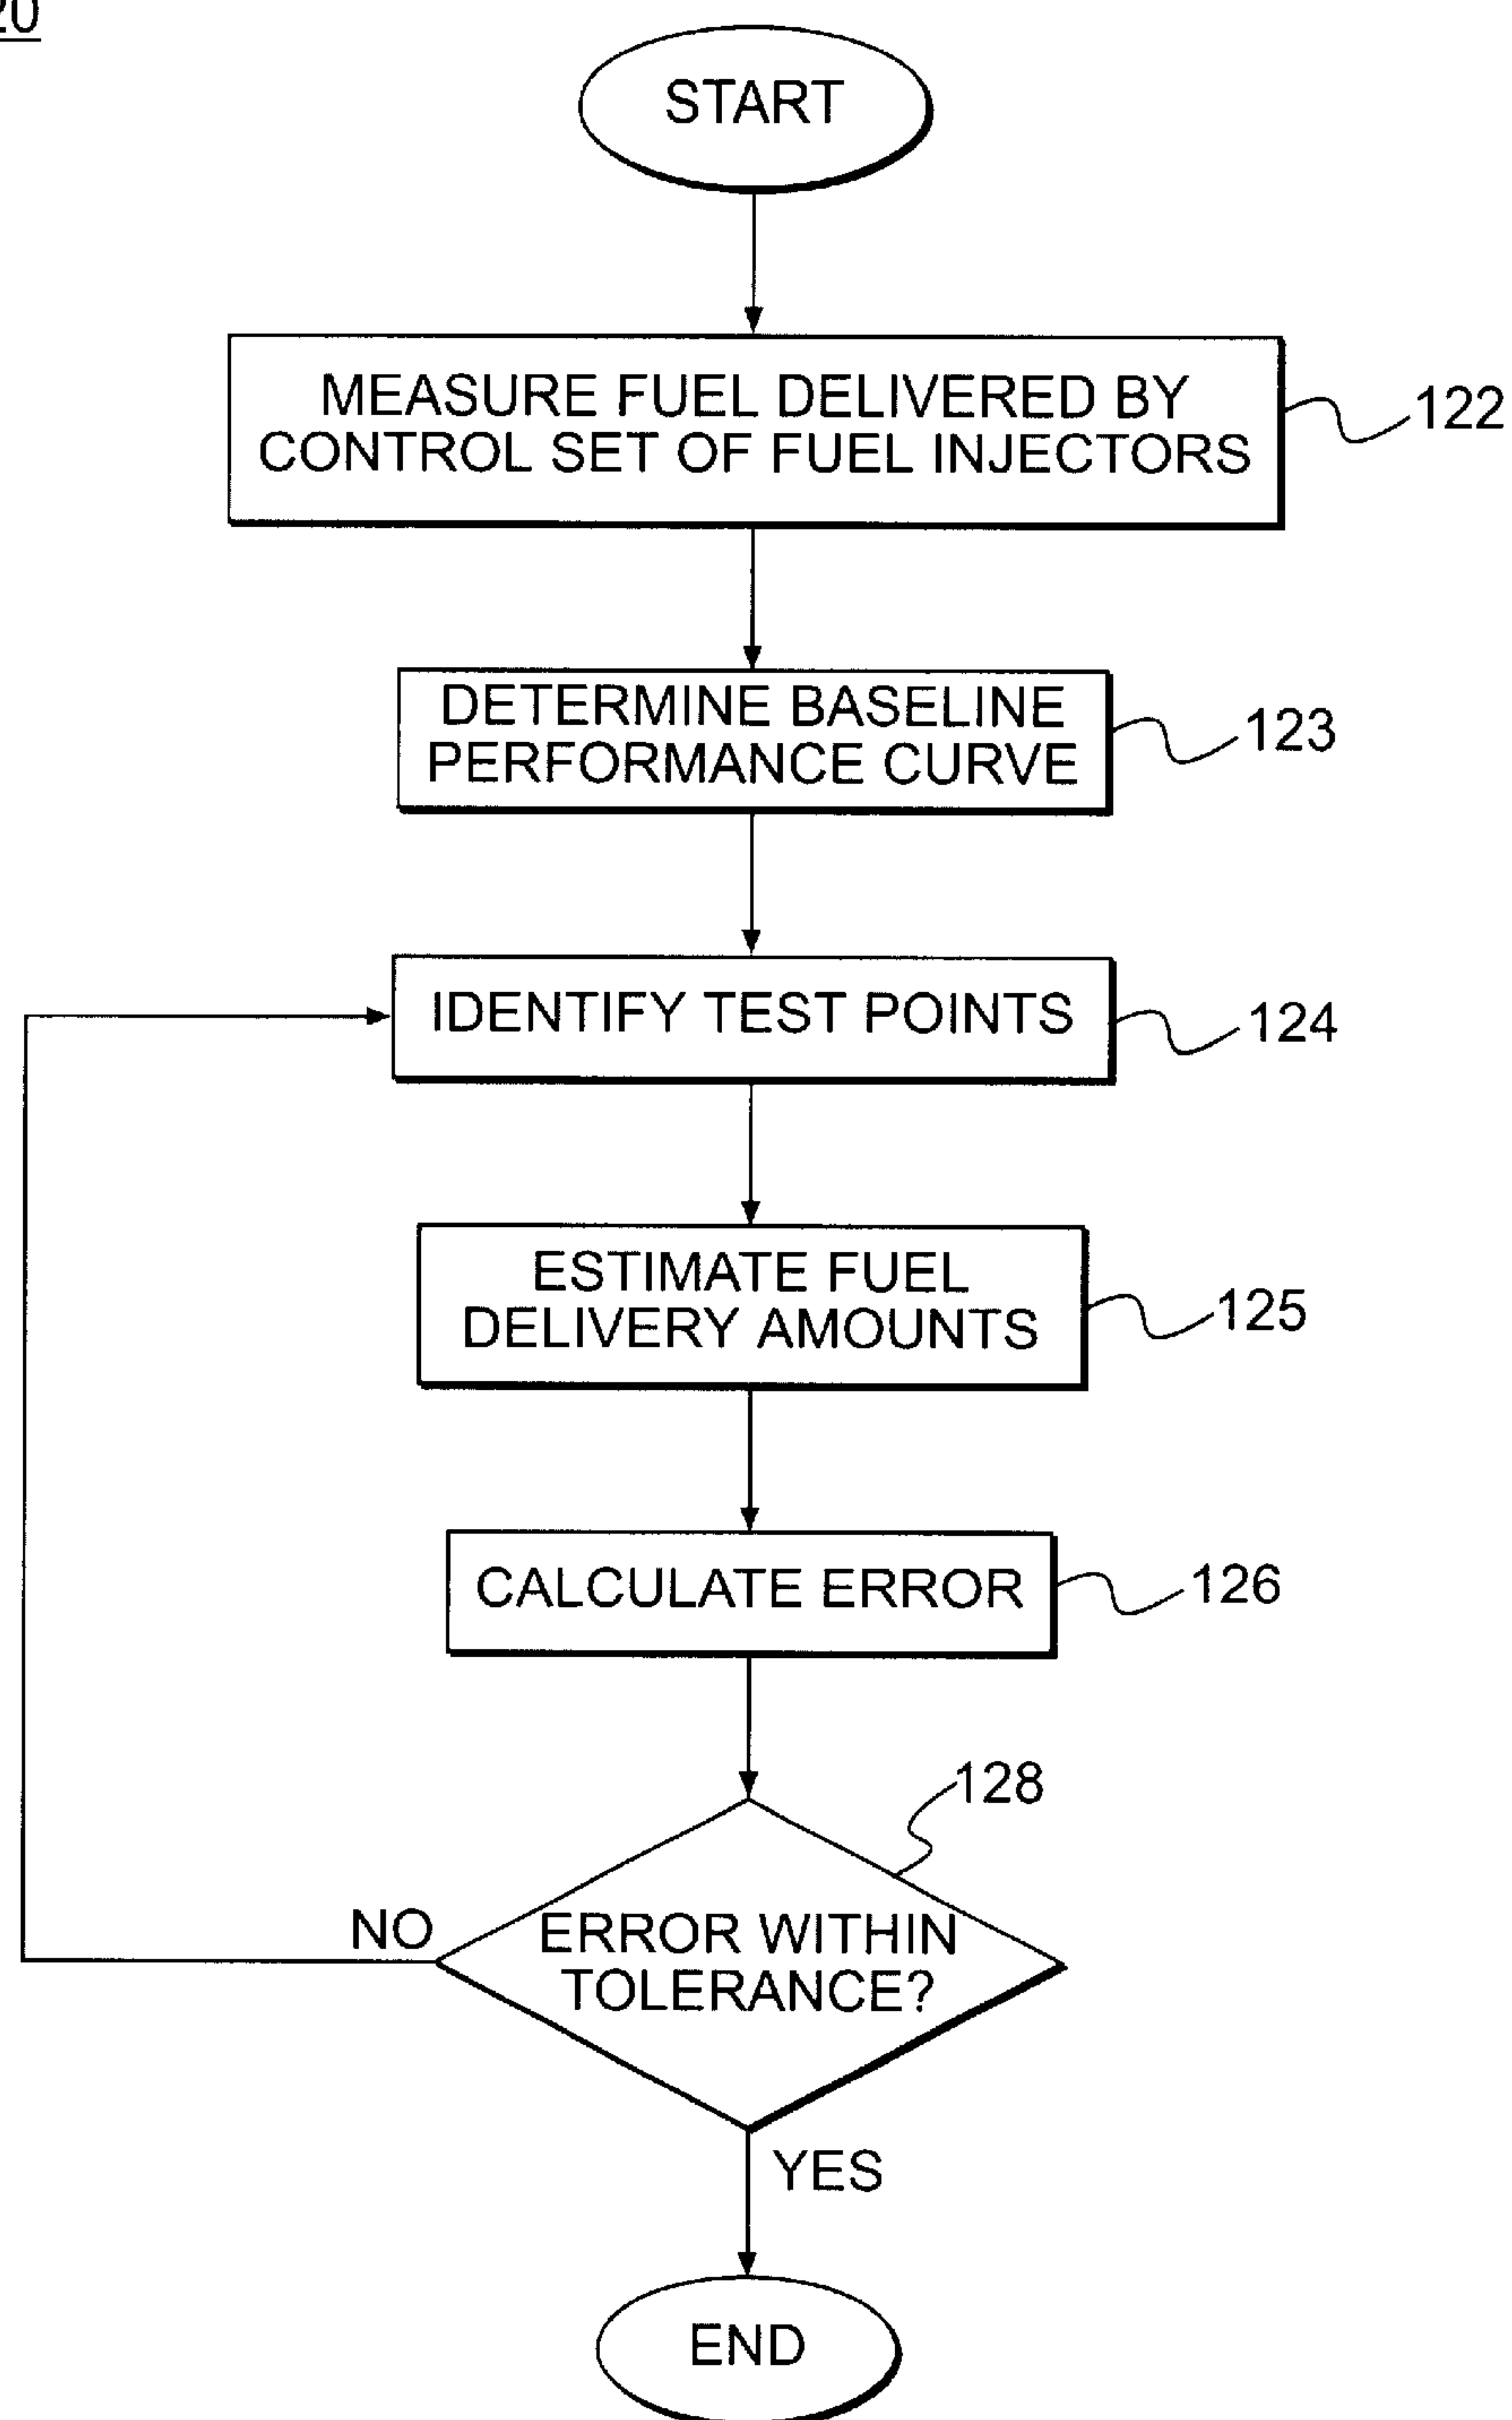 20
START
MEASURE FUEL DELIVERED BY
CONTROL SET OF FUEL INJECTORS
122
DETERMINE BASELINE
PERFORMANCE CURVE
123
IDENTIFY TEST POINTS
124
ESTIMATE FUEL
DELIVERY AMOUNTS
125
CALCULATE ERROR
126
128
NO
ERROR WITHIN
TOLERANCE?
YES
END